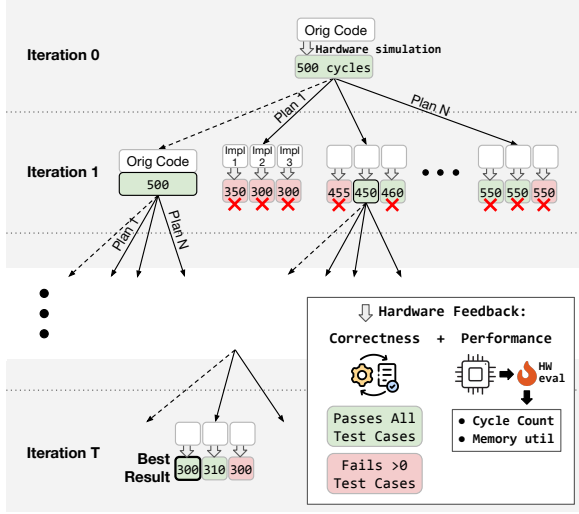 Orig Code
Iteration 0
Hardware simulation
500 cycles
Plan 1
Plan N
Iteration 1
Orig Code
500
Impl 1
Impl 2
Impl 3
350 300 300
455 450 460
550 550 550
Plan 1
Plan N
Hardware Feedback:
Correctness + Performance
HW eval
Passes All
Test Cases
Fails >0
Test Cases
• Cycle Count
• Memory util
Iteration T
Best
Result
300 310 300